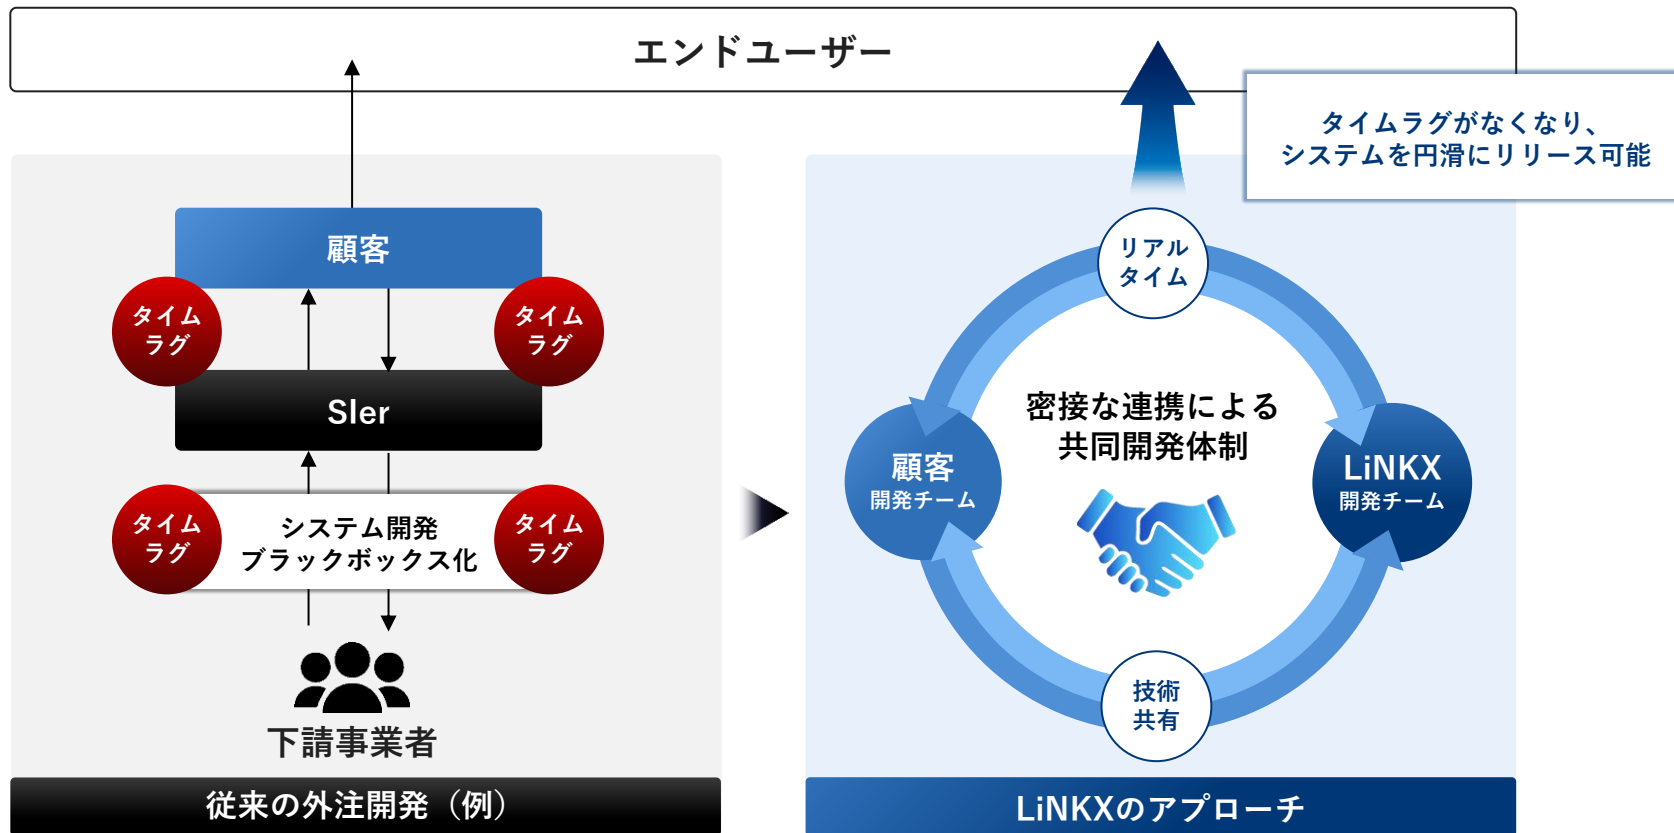 エンドユーザー
タイムラグがなくなり、
システムを円滑にリリース可能
顧客
タイム
ラグ
タイム
ラグ
SIer
タイム
ラグ
システム開発
ブラックボックス化
タイム
ラグ
下請事業者
従来の外注開発（例）
リアル
タイム
密接な連携による
共同開発体制
顧客
開発チーム
LiNKX
開発チーム
技術
共有
LiNKXのアプローチ